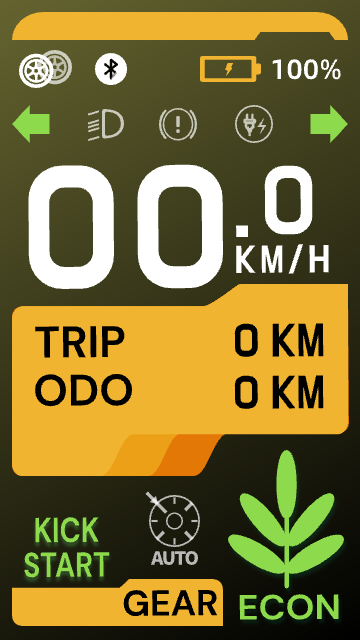 100%
00.0
KM/H
TRIP 0 KM
ODO 0 KM
KICK
START
AUTO
GEAR
ECON